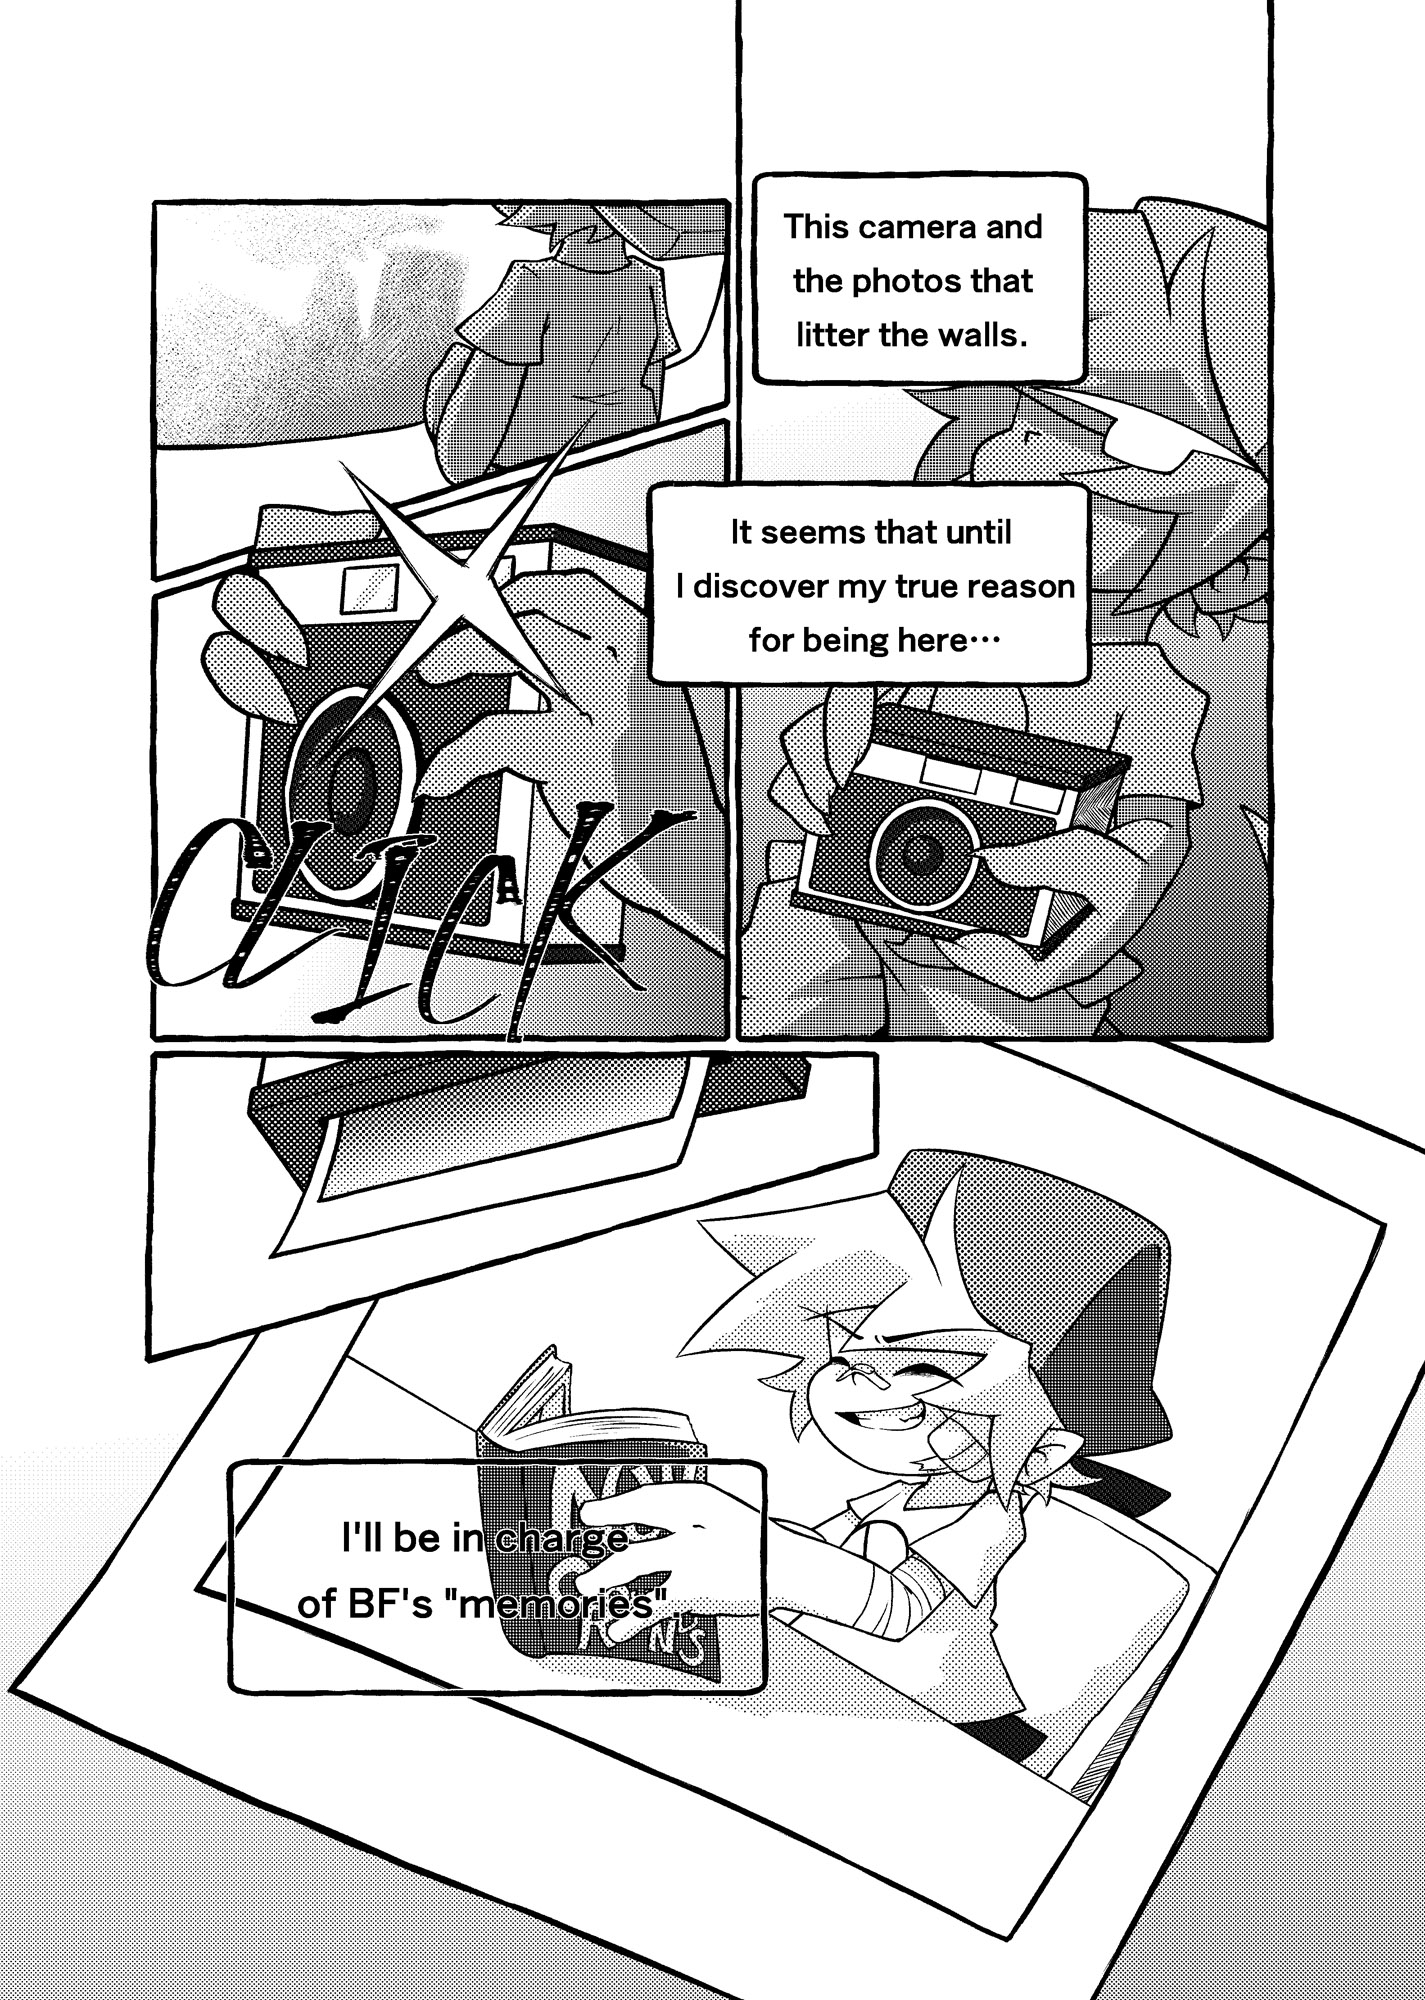 This camera and
the photos that
litter the walls.
It seems that until
I discover my true reason
for being here…
CLICK
I'll be in charge
of BF's "memories".